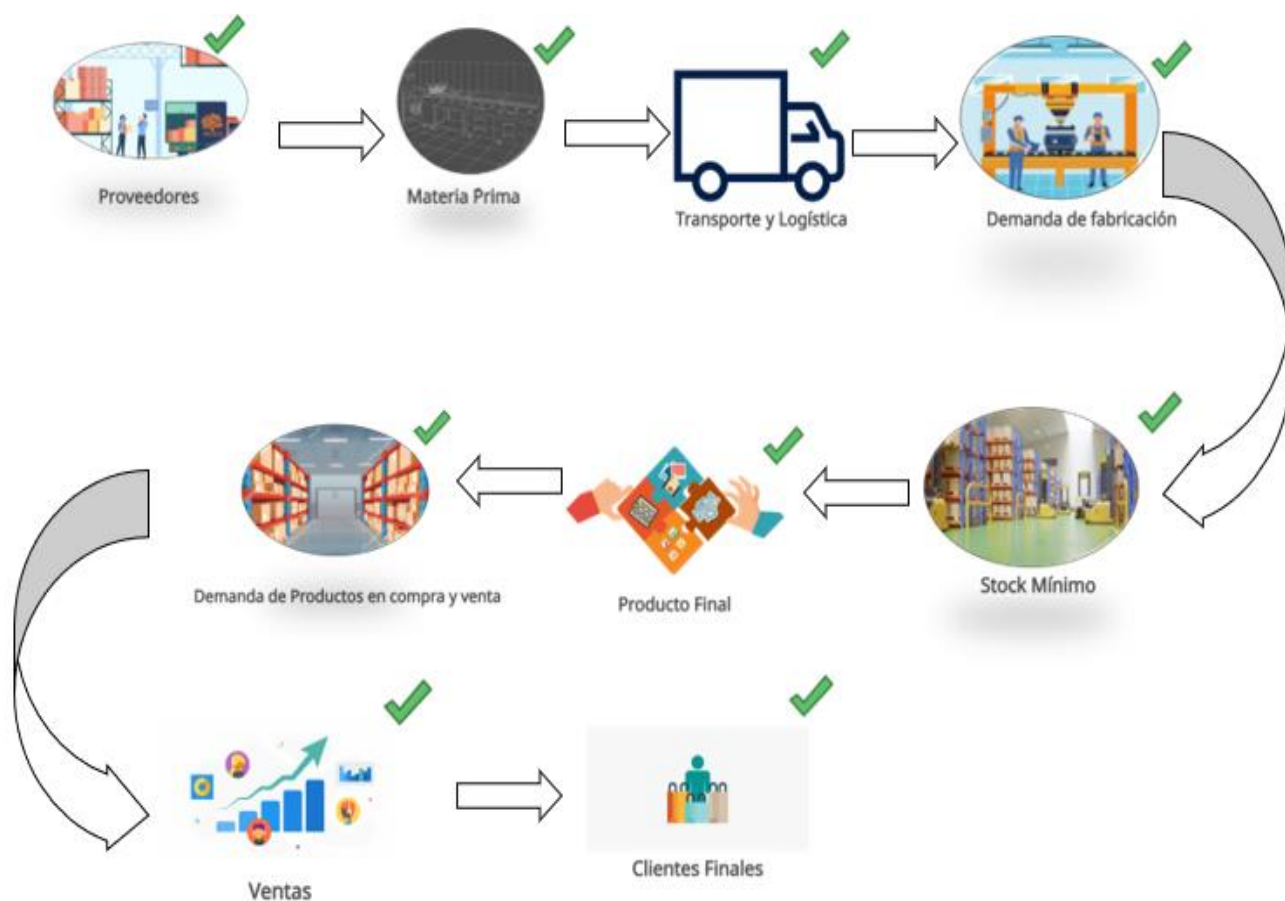 Proveedores
Materia Prima
Transporte y Logística
Demanda de fabricación
Stock Mínimo
Producto Final
Demanda de Productos en compra y venta
Ventas
Clientes Finales